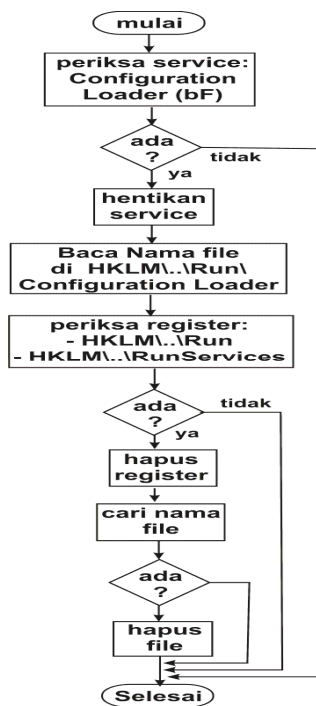 mulai
periksa service:
Configuration
Loader (bF)
ada
?
tidak
ya
hentikan
service
Baca Nama file
di HKLM\..\Run\
Configuration Loader
periksa register:
- HKLM\..\Run
- HKLM\..\RunServices
ada
?
tidak
ya
hapus
register
cari nama
file
ada
?
hapus
file
Selesai